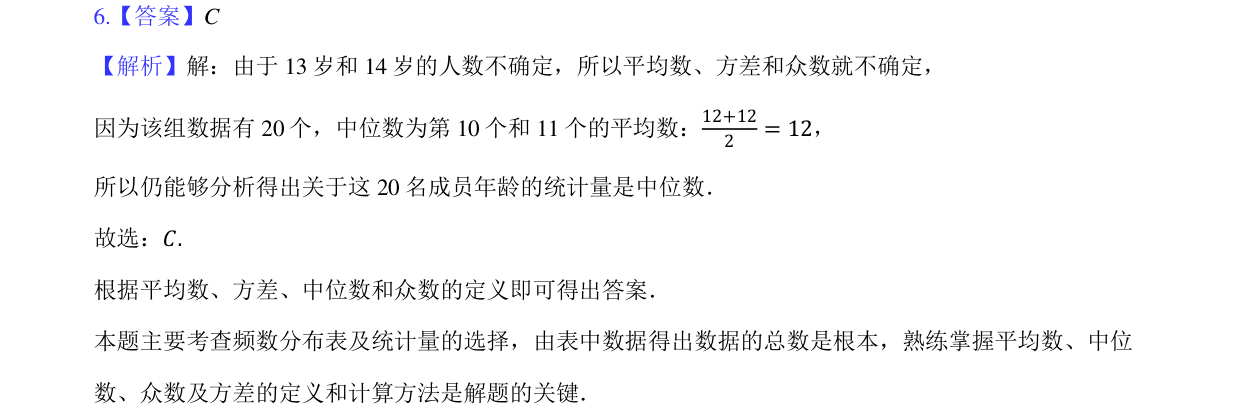 6.【答案】C
【解析】解：由于 13 岁和 14 岁的人数不确定，所以平均数、方差和众数就不确定，
因为该组数据有 20 个，中位数为第 10 个和 11 个的平均数：$\frac{12+12}{2} = 12$，
所以仍能够分析得出关于这 20 名成员年龄的统计量是中位数．
故选：C．
根据平均数、方差、中位数和众数的定义即可得出答案．
本题主要考查频数分布表及统计量的选择，由表中数据得出数据的总数是根本，熟练掌握平均数、中位
数、众数及方差的定义和计算方法是解题的关键．